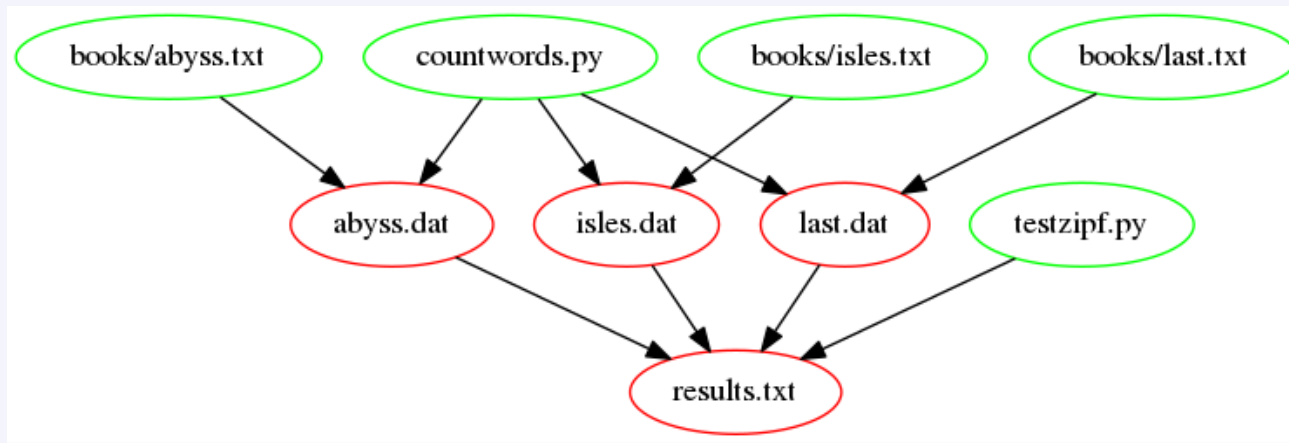 books/abyss.txt
countwords.py
books/isles.txt
books/last.txt
abyss.dat
isles.dat
last.dat
testzipf.py
results.txt